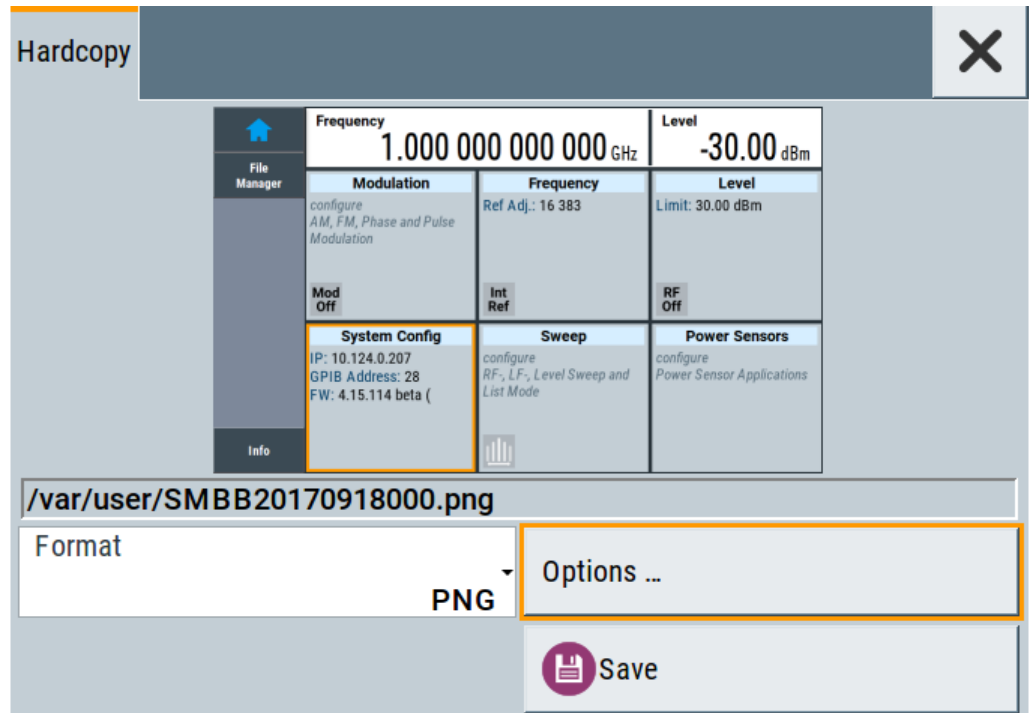 Hardcopy
Frequency
1.000 000 000 000 GHz
Level
-30.00 dBm
File
Manager
Modulation
configure
AM, FM, Phase and Pulse
Modulation
Mod
Off
Frequency
Ref Adj.: 16 383
Int
Ref
Level
Limit: 30.00 dBm
RF
Off
System Config
IP: 10.124.0.207
GPIB Address: 28
FW: 4.15.114 beta (
Sweep
configure
RF-, LF-, Level Sweep and
List Mode
Power Sensors
configure
Power Sensor Applications
Info
/var/user/SMBB20170918000.png
Format
PNG
Options ...
Save